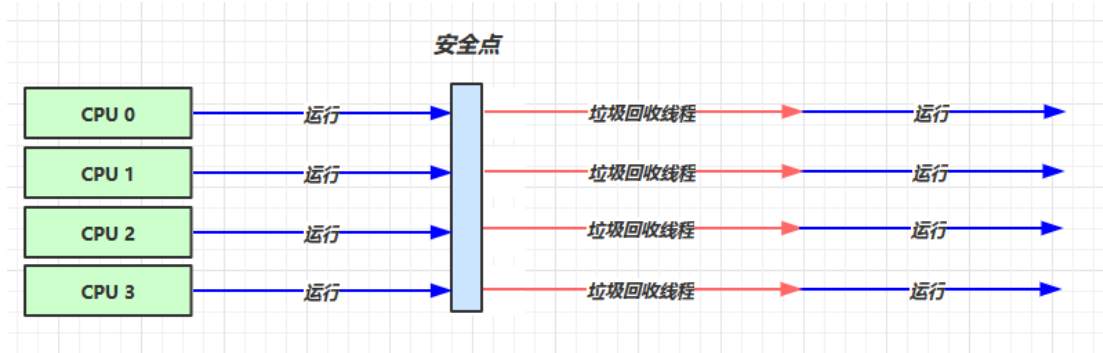 安全点
CPU 0 运行 垃圾回收线程 运行
CPU 1 运行 垃圾回收线程 运行
CPU 2 运行 垃圾回收线程 运行
CPU 3 运行 垃圾回收线程 运行